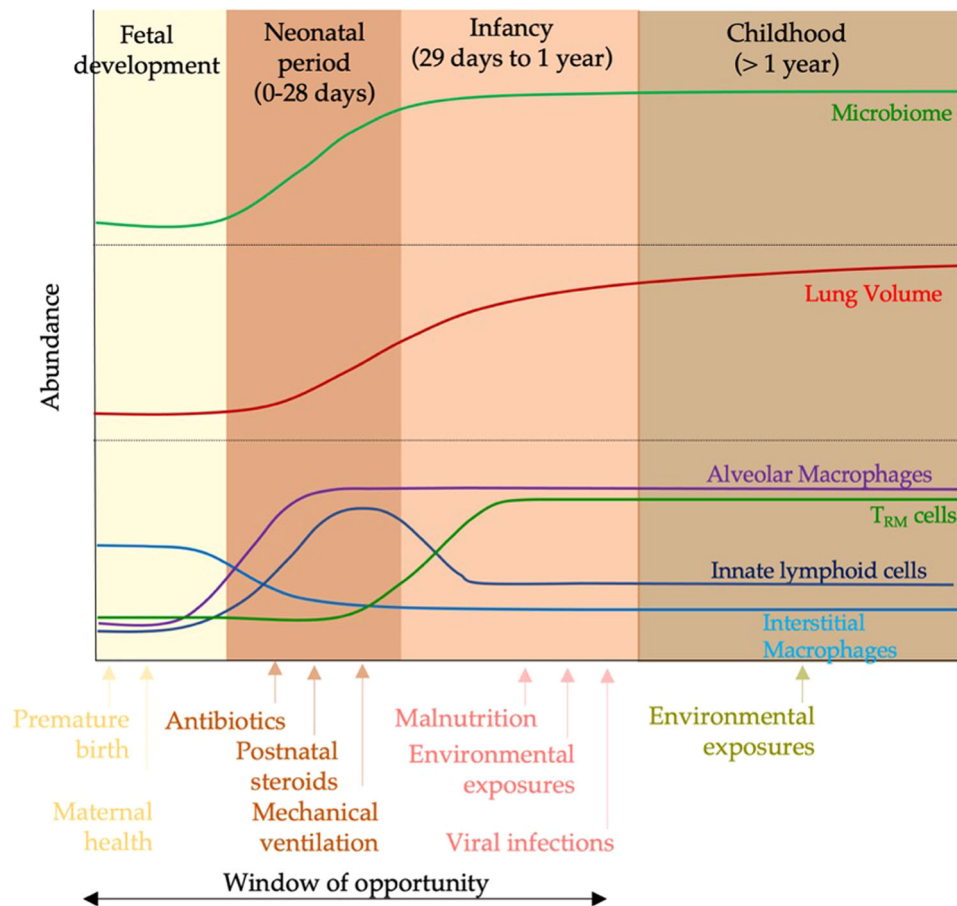 Fetal
development
Neonatal
period
(0-28 days)
Infancy
(29 days to 1 year)
Childhood
(> 1 year)
Microbiome
Lung Volume
Abundance
Alveolar Macrophages
TRM cells
Innate lymphoid cells
Interstitial
Macrophages
Premature
birth
Maternal
health
Antibiotics
Postnatal
steroids
Mechanical
ventilation
Malnutrition
Environmental
exposures
Viral infections
Environmental
exposures
Window of opportunity